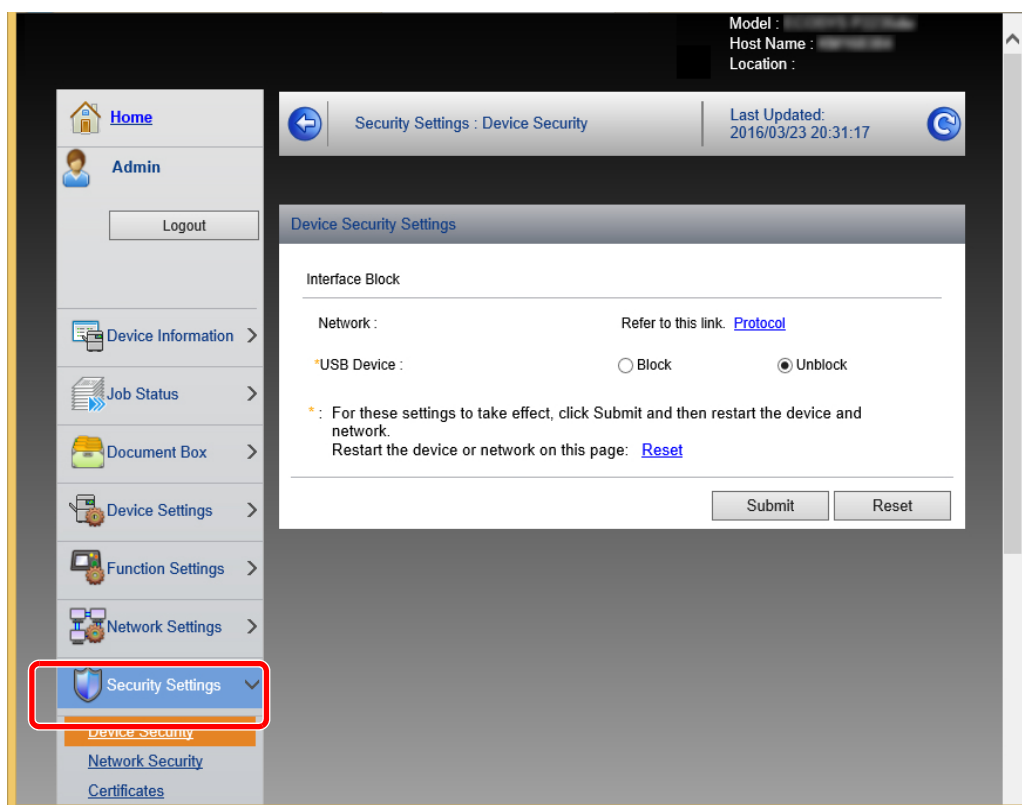 Model :
Host Name :
Location :
Home
Security Settings : Device Security
Last Updated:
2016/03/23 20:31:17
Admin
Logout
Device Security Settings
Interface Block
Network :
Refer to this link. Protocol
*USB Device :
Block
Unblock
* : For these settings to take effect, click Submit and then restart the device and
network.
Restart the device or network on this page: Reset
Submit
Reset
Device Information
Job Status
Document Box
Device Settings
Function Settings
Network Settings
Security Settings
Device Security
Network Security
Certificates